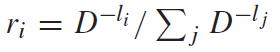 $r_i = D^{-l_i} / \sum_j D^{-l_j}$